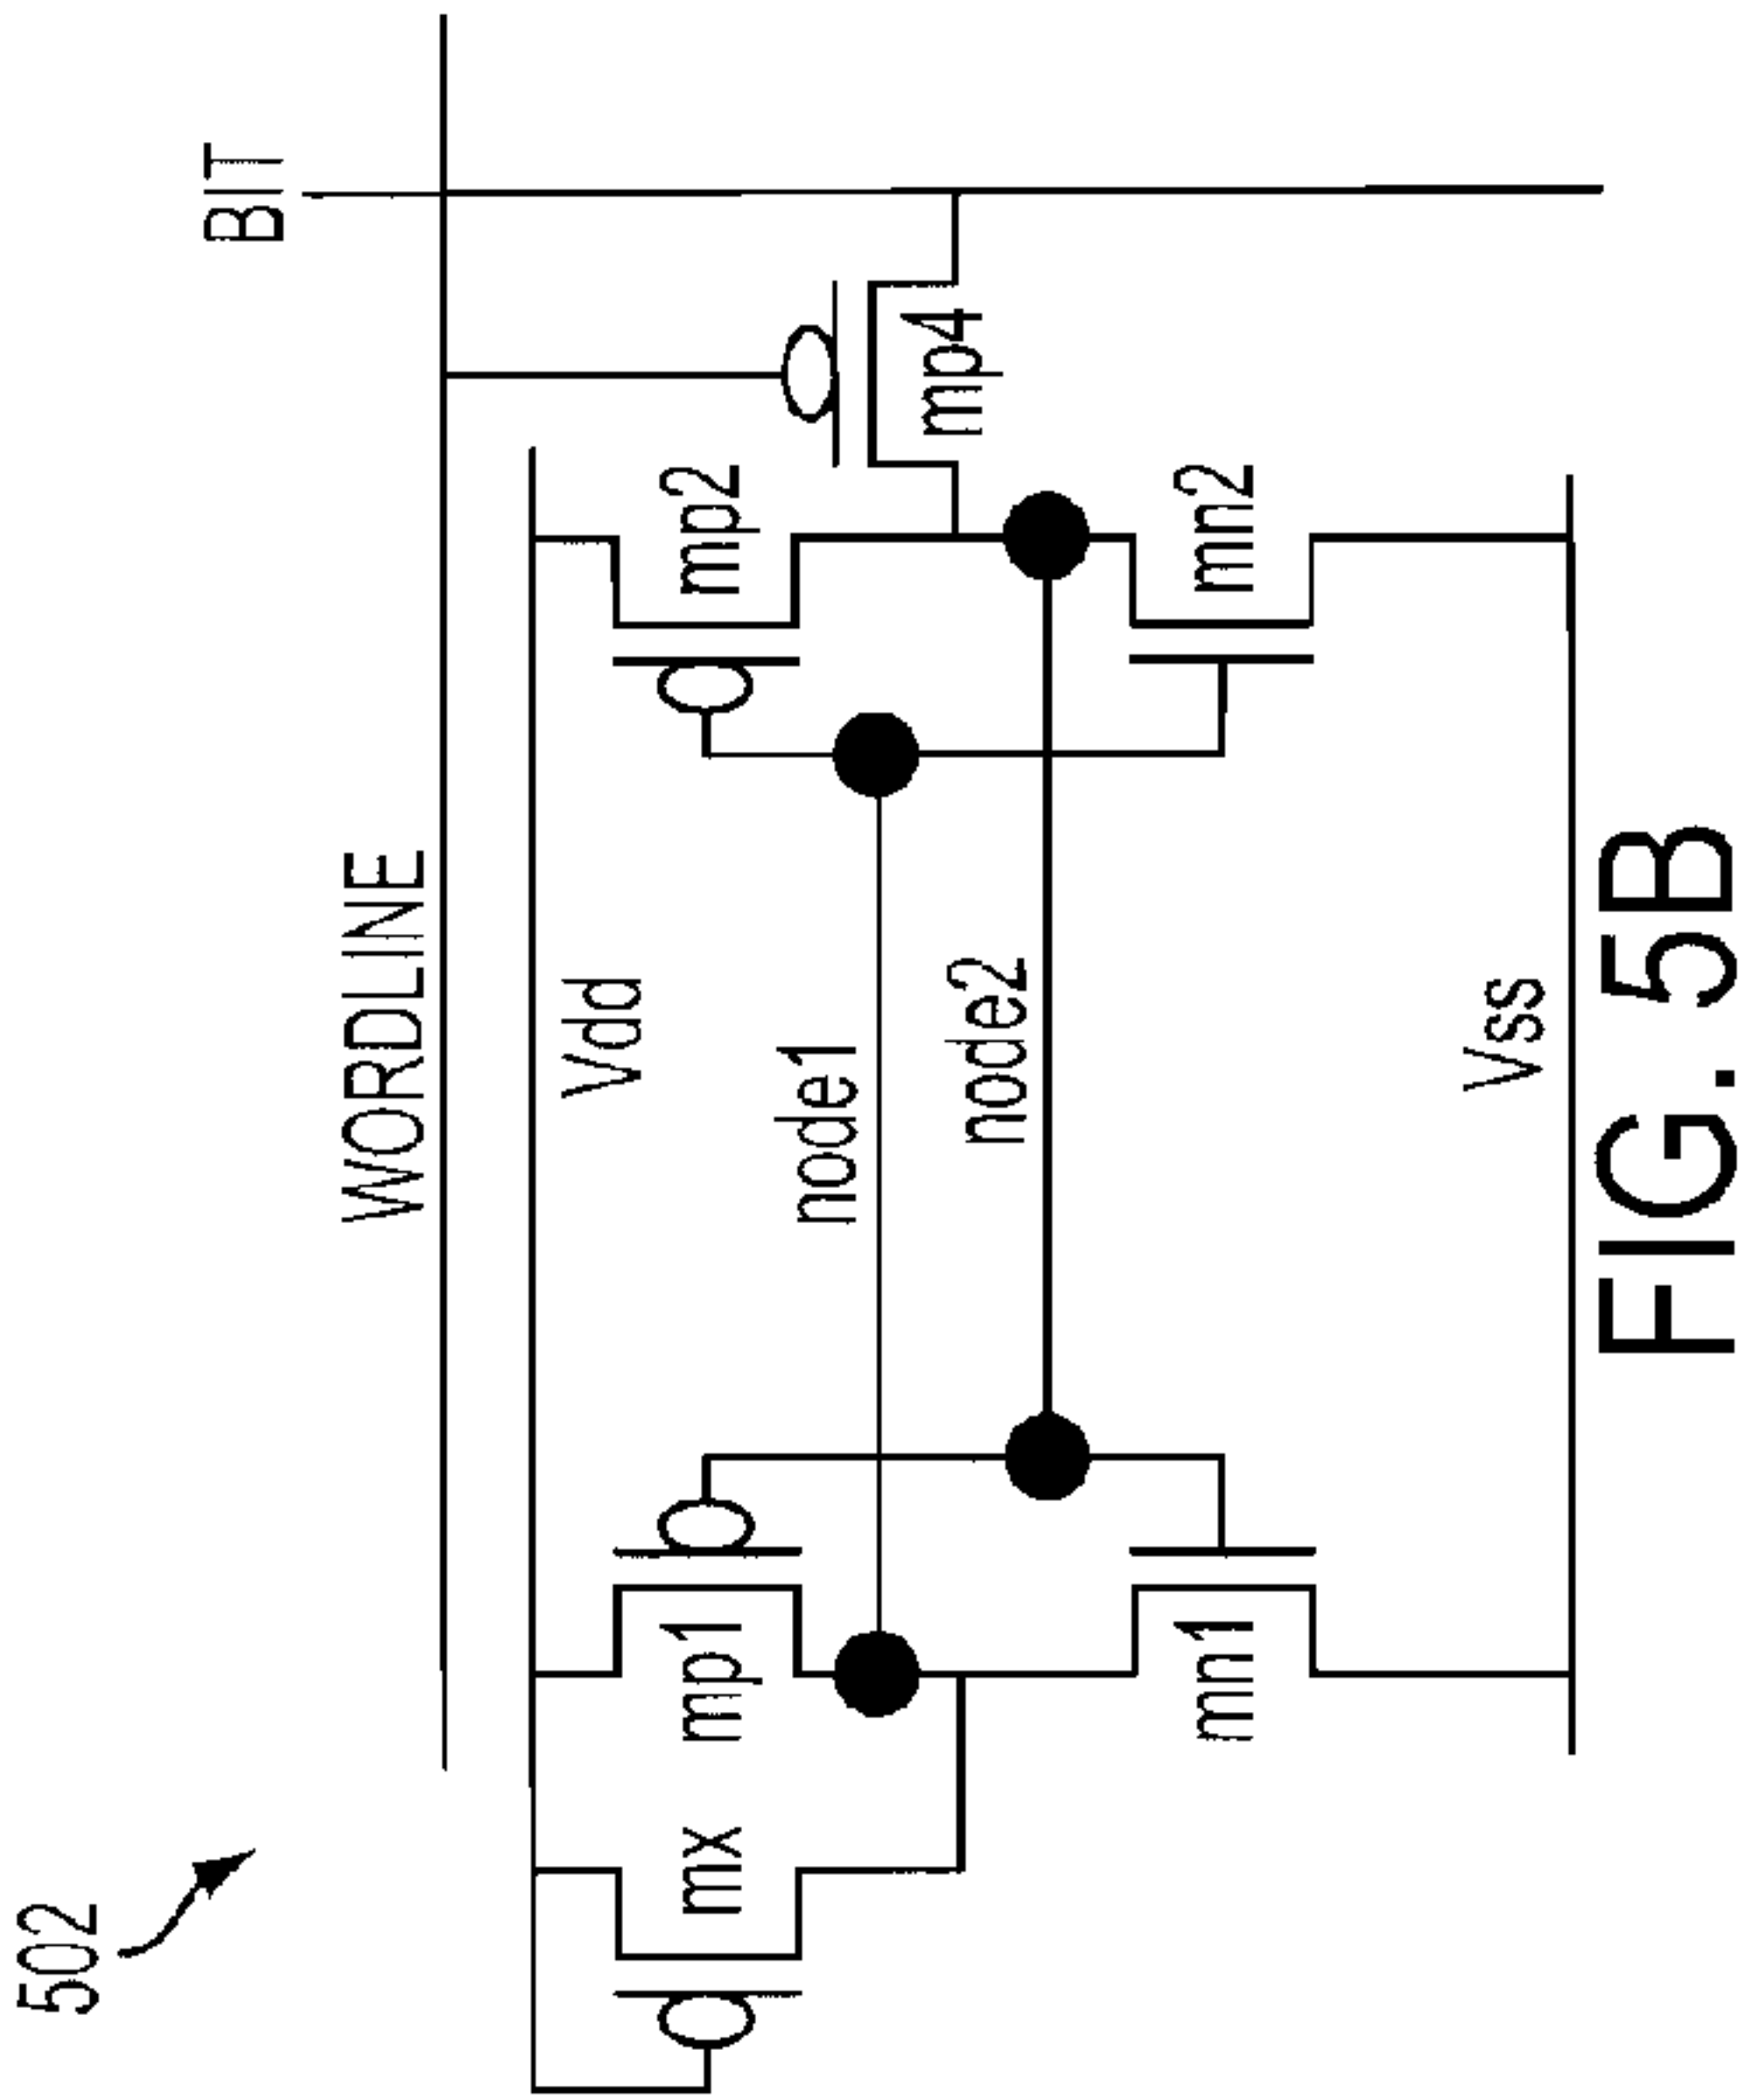 502
BIT
WORDLINE
Vdd
mx
mp1
mp2
node1
mp4
node2
mn1
mn2
Vss
FIG. 5B